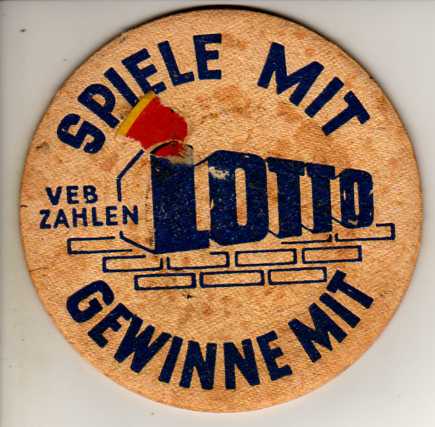 SPIELE MIT
VEB
ZAHLEN
LOTTO
GEWINNE MIT